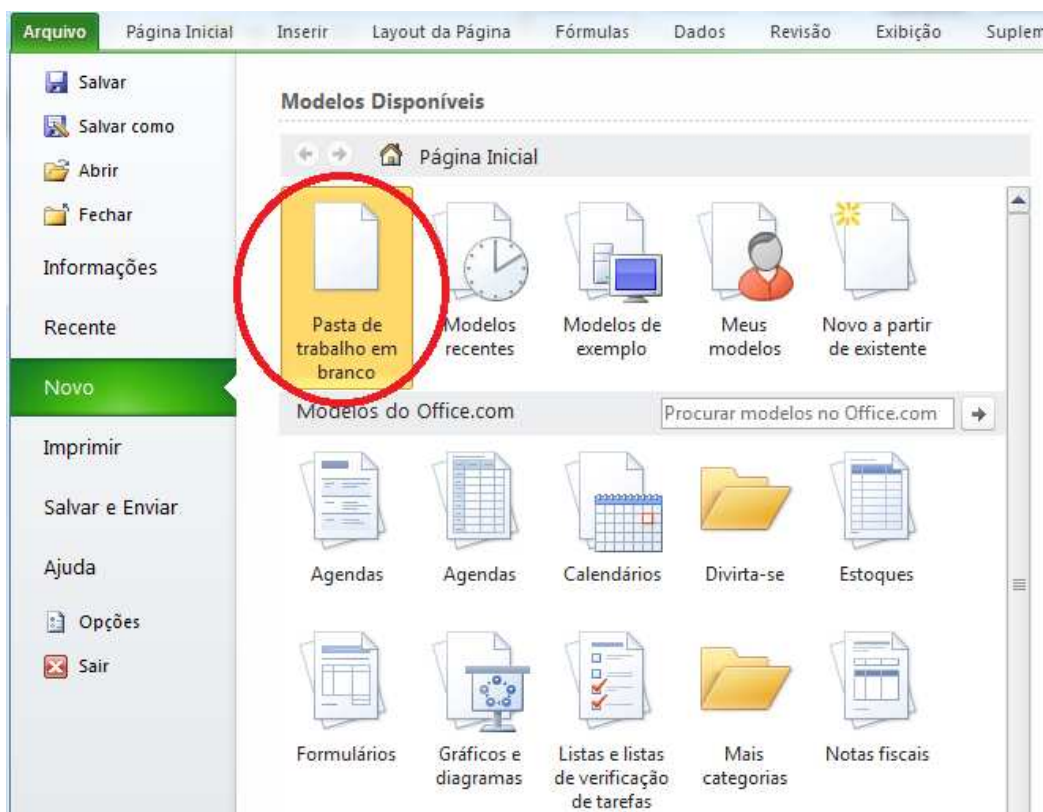 Arquivo Página Inicial Inserir Layout da Página Fórmulas Dados Revisão Exibição Suplem
Salvar
Salvar como
Abrir
Fechar
Informações
Recente
Novo
Imprimir
Salvar e Enviar
Ajuda
Opções
Sair
Modelos Disponíveis
Página Inicial
Pasta de
trabalho em
branco
Modelos
recentes
Modelos de
exemplo
Meus
modelos
Novo a partir
de existente
Modelos do Office.com
Procurar modelos no Office.com
Agendas
Agendas
Calendários
Divirta-se
Estoques
Formulários
Gráficos e
diagramas
Listas e listas
de verificação
de tarefas
Mais
categorias
Notas fiscais